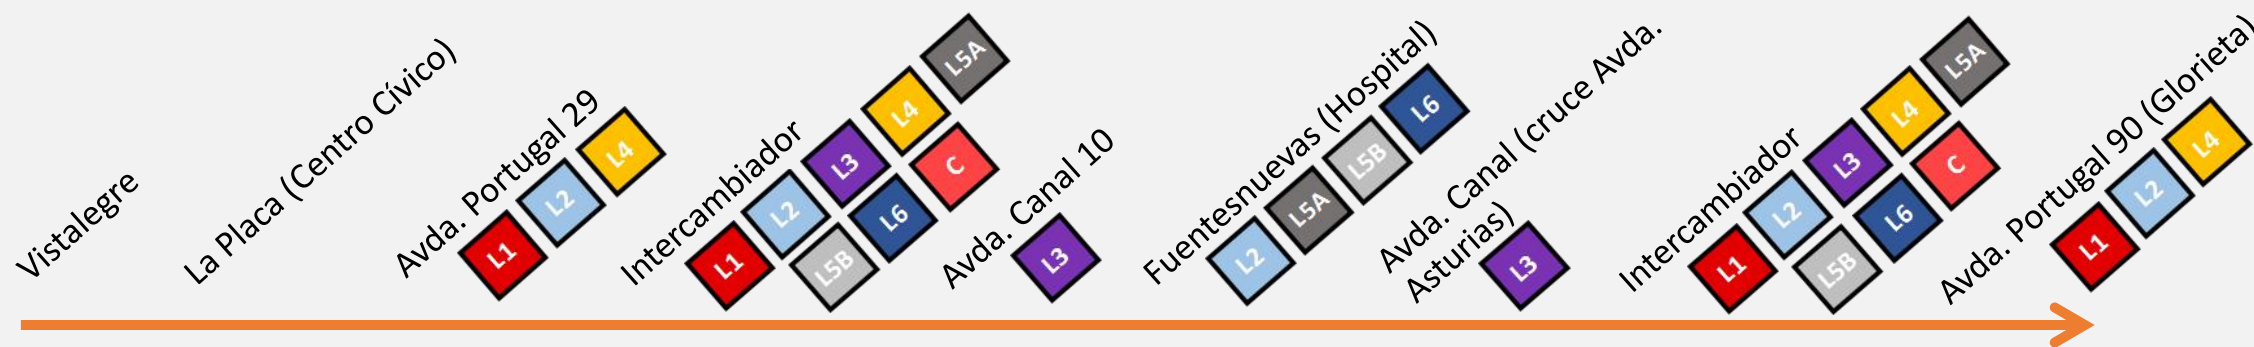 Vistalegre
La Placa (Centro Cívico)
Avda. Portugal 29
L1 L2 L4
Intercambiador
L1 L2 L3 L4 L5A
L5B L6 C
Avda. Canal 10
L3
Fuentesnuevas (Hospital)
L2 L5A L5B L6
Avda. Canal (cruce Avda.
Asturias)
L3
Intercambiador
L1 L2 L3 L4 L5A
L5B L6 C
Avda. Portugal 90 (Glorieta)
L1 L2 L4